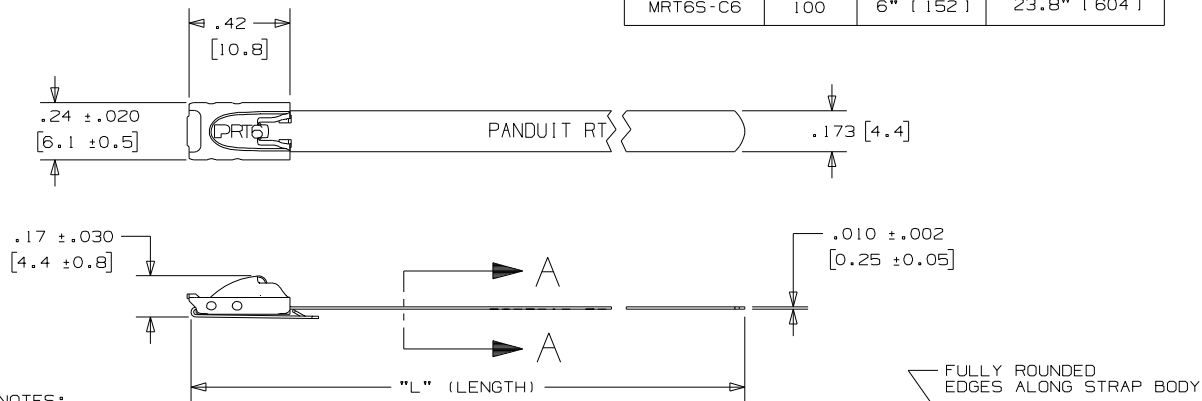 MRT6S-C6 100 6" [152] 23.8" [604]
.42
[10.8]
.24 ±.020
[6.1 ±0.5]
PRT6
PANDUIT RT
.173 [4.4]
.17 ±.030
[4.4 ±0.8]
A
.010 ±.002
[0.25 ±0.05]
A
"L" (LENGTH)
FULLY ROUNDED
EDGES ALONG STRAP BODY
NOTES: